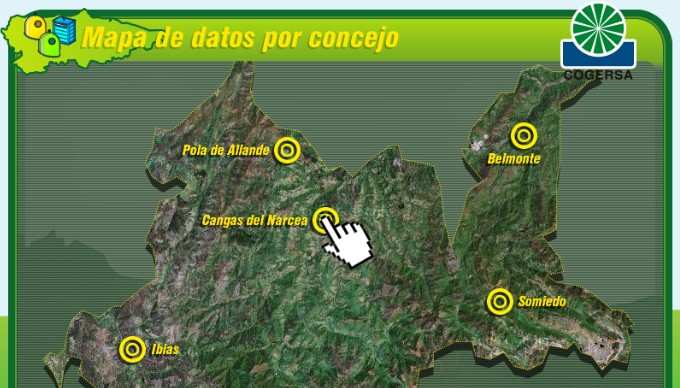 Mapa de datos por concejo
COGERSA
Pola de Allande
Belmonte
Cangas del Narcea
Somiedo
Ibias